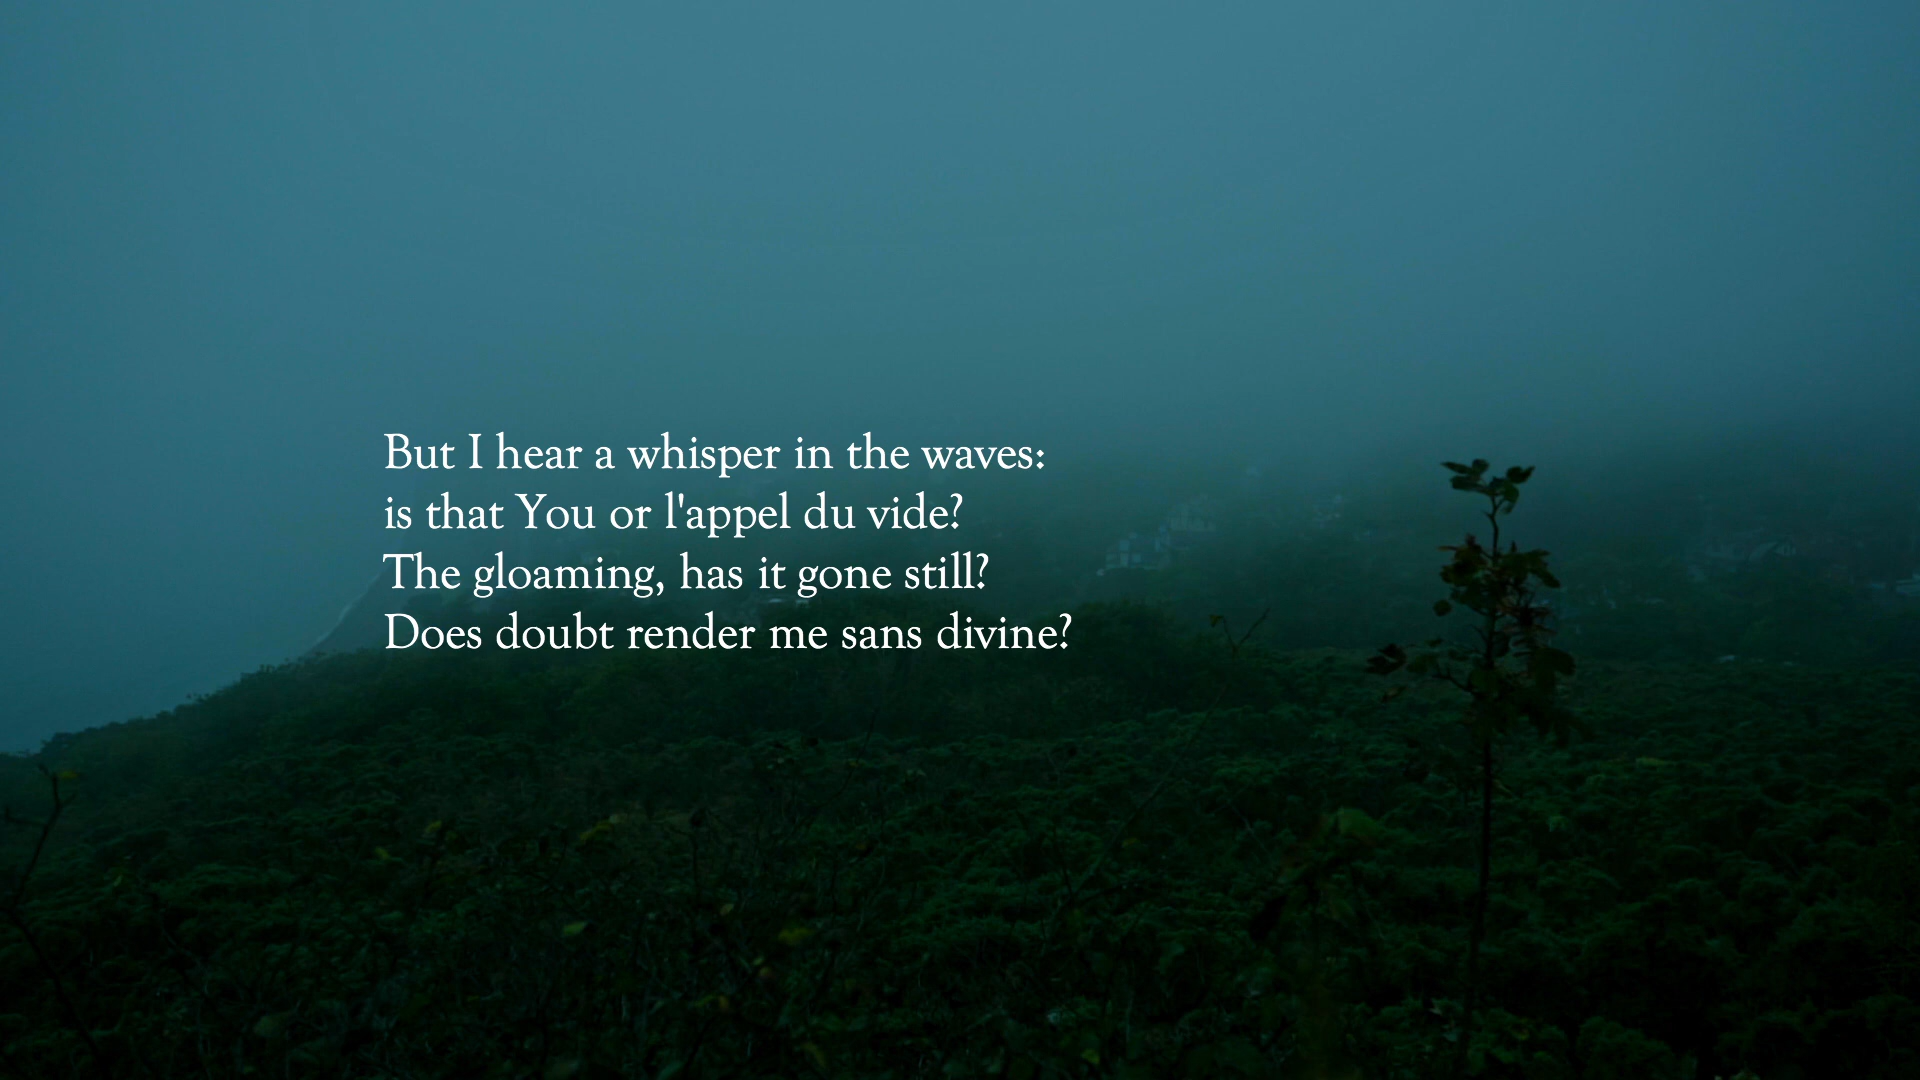 But I hear a whisper in the waves:
is that You or l'appel du vide?
The gloaming, has it gone still?
Does doubt render me sans divine?